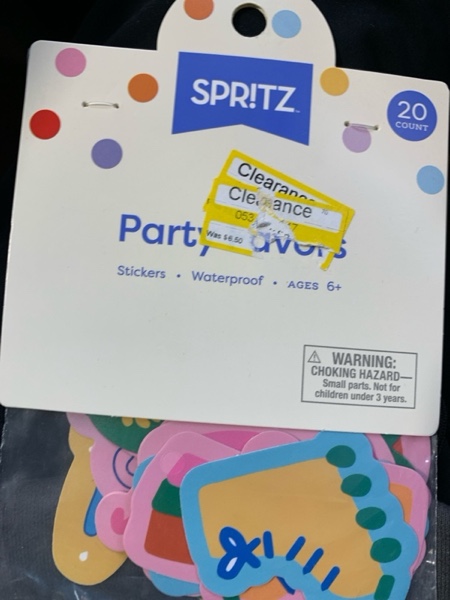 SPR!TZ
20
COUNT
Clearance
Clearance
053
Was $6.50
Party Favors
Stickers • Waterproof • AGES 6+
⚠ WARNING:
CHOKING HAZARD—
Small parts. Not for
children under 3 years.